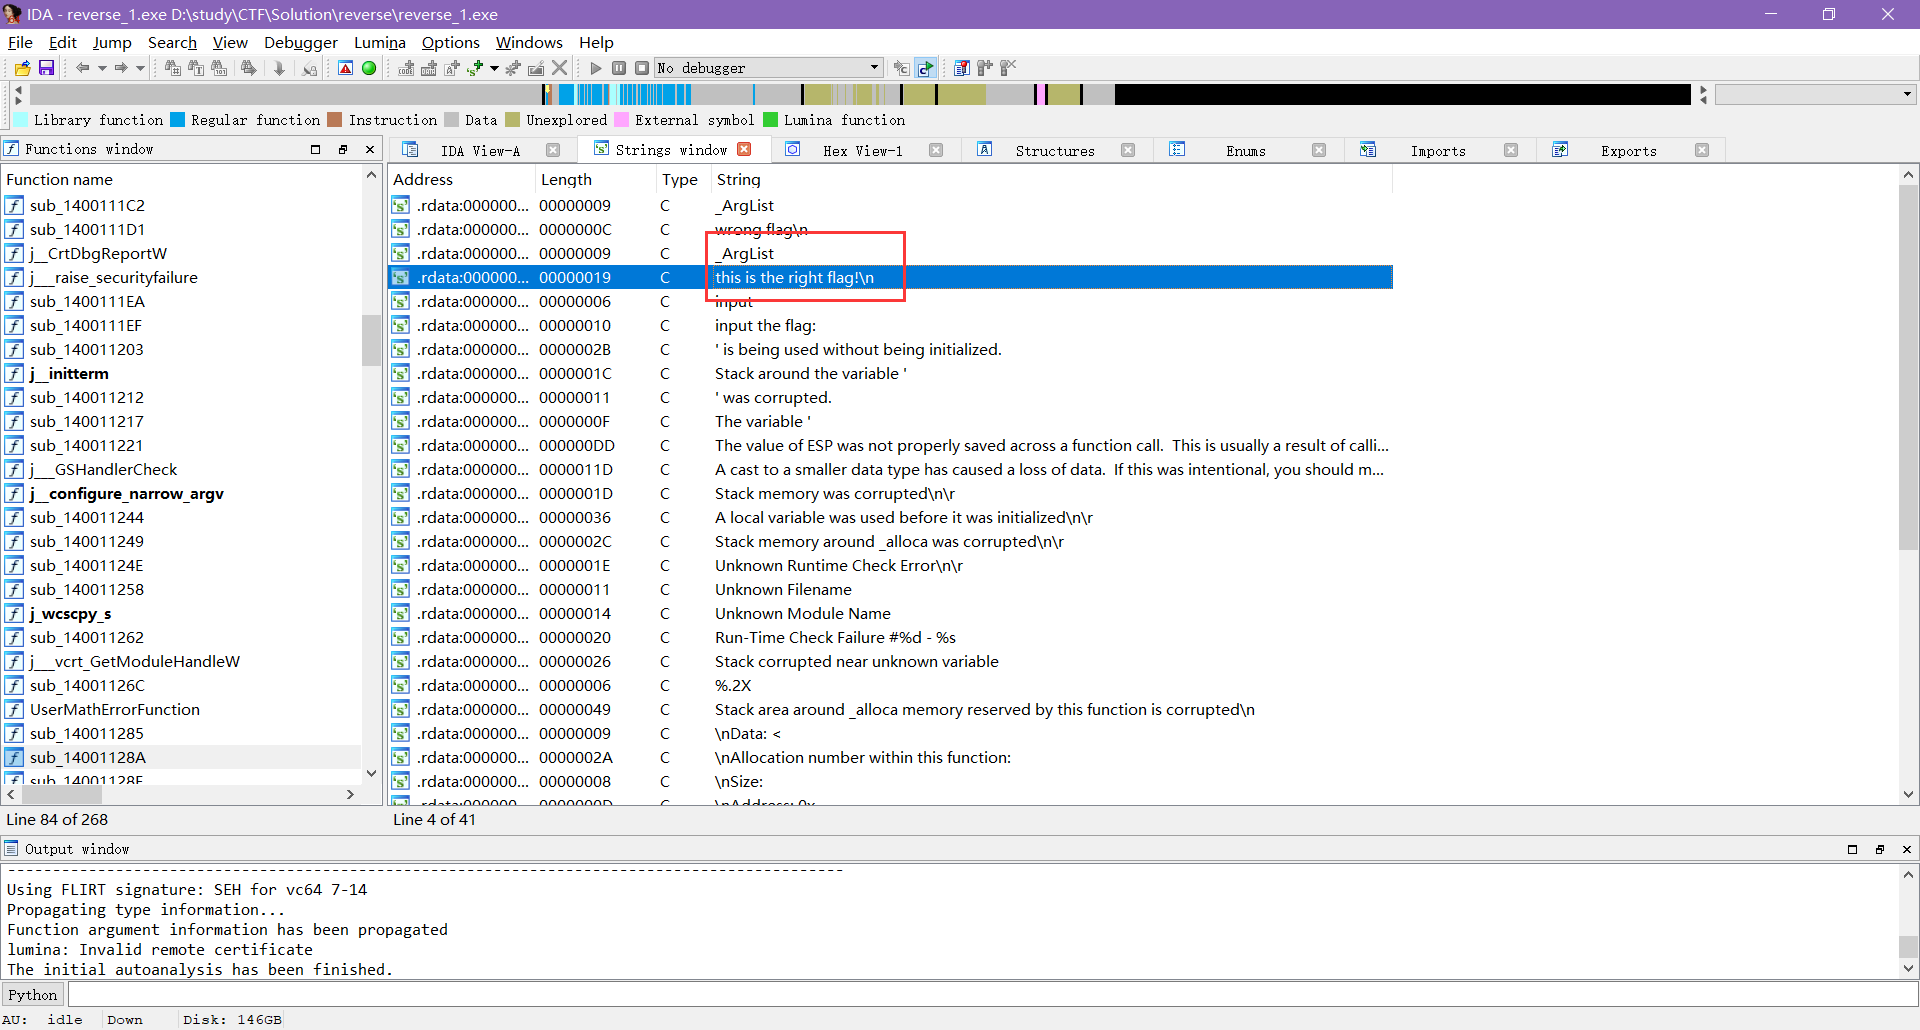 IDA - reverse_1.exe D:\study\CTF\Solution\reverse\reverse_1.exe
File Edit Jump Search View Debugger Lumina Options Windows Help
No debugger
Library function Regular function Instruction Data Unexplored External symbol Lumina function
Functions window
IDA View-A Strings window Hex View-1 Structures Enums Imports Exports
Function name
sub_1400111C2
sub_1400111D1
j__CrtDbgReportW
j___raise_securityfailure
sub_1400111EA
sub_1400111EF
sub_140011203
j__initterm
sub_140011212
sub_140011217
sub_140011221
j___GSHandlerCheck
j__configure_narrow_argv
sub_140011244
sub_140011249
sub_14001124E
sub_140011258
j_wcscpy_s
sub_140011262
j___vcrt_GetModuleHandleW
sub_14001126C
UserMathErrorFunction
sub_140011285
sub_14001128A
sub_14001128F
Line 84 of 268
Address Length Type String
.rdata:000000... 00000009 C _ArgList
.rdata:000000... 0000000C C wrong flag\n
.rdata:000000... 00000009 C _ArgList
.rdata:000000... 00000019 C this is the right flag!\n
.rdata:000000... 00000006 C input
.rdata:000000... 00000010 C input the flag:
.rdata:000000... 0000002B C ' is being used without being initialized.
.rdata:000000... 0000001C C Stack around the variable '
.rdata:000000... 00000011 C ' was corrupted.
.rdata:000000... 0000000F C The variable '
.rdata:000000... 000000DD C The value of ESP was not properly saved across a function call.  This is usually a result of calli...
.rdata:000000... 0000011D C A cast to a smaller data type has caused a loss of data.  If this was intentional, you should m...
.rdata:000000... 0000001D C Stack memory was corrupted\n\r
.rdata:000000... 00000036 C A local variable was used before it was initialized\n\r
.rdata:000000... 0000002C C Stack memory around _alloca was corrupted\n\r
.rdata:000000... 0000001E C Unknown Runtime Check Error\n\r
.rdata:000000... 00000011 C Unknown Filename
.rdata:000000... 00000014 C Unknown Module Name
.rdata:000000... 00000020 C Run-Time Check Failure #%d - %s
.rdata:000000... 00000026 C Stack corrupted near unknown variable
.rdata:000000... 00000006 C %.2X
.rdata:000000... 00000049 C Stack area around _alloca memory reserved by this function is corrupted\n
.rdata:000000... 00000009 C \nData: <
.rdata:000000... 0000002A C \nAllocation number within this function:
.rdata:000000... 00000008 C \nSize:
.rdata:000000... 0000000D C \nAddress: 0x
Line 4 of 41
Output window
Using FLIRT signature: SEH for vc64 7-14
Propagating type information...
Function argument information has been propagated
lumina: Invalid remote certificate
The initial autoanalysis has been finished.
Python
AU: idle Down Disk: 146GB